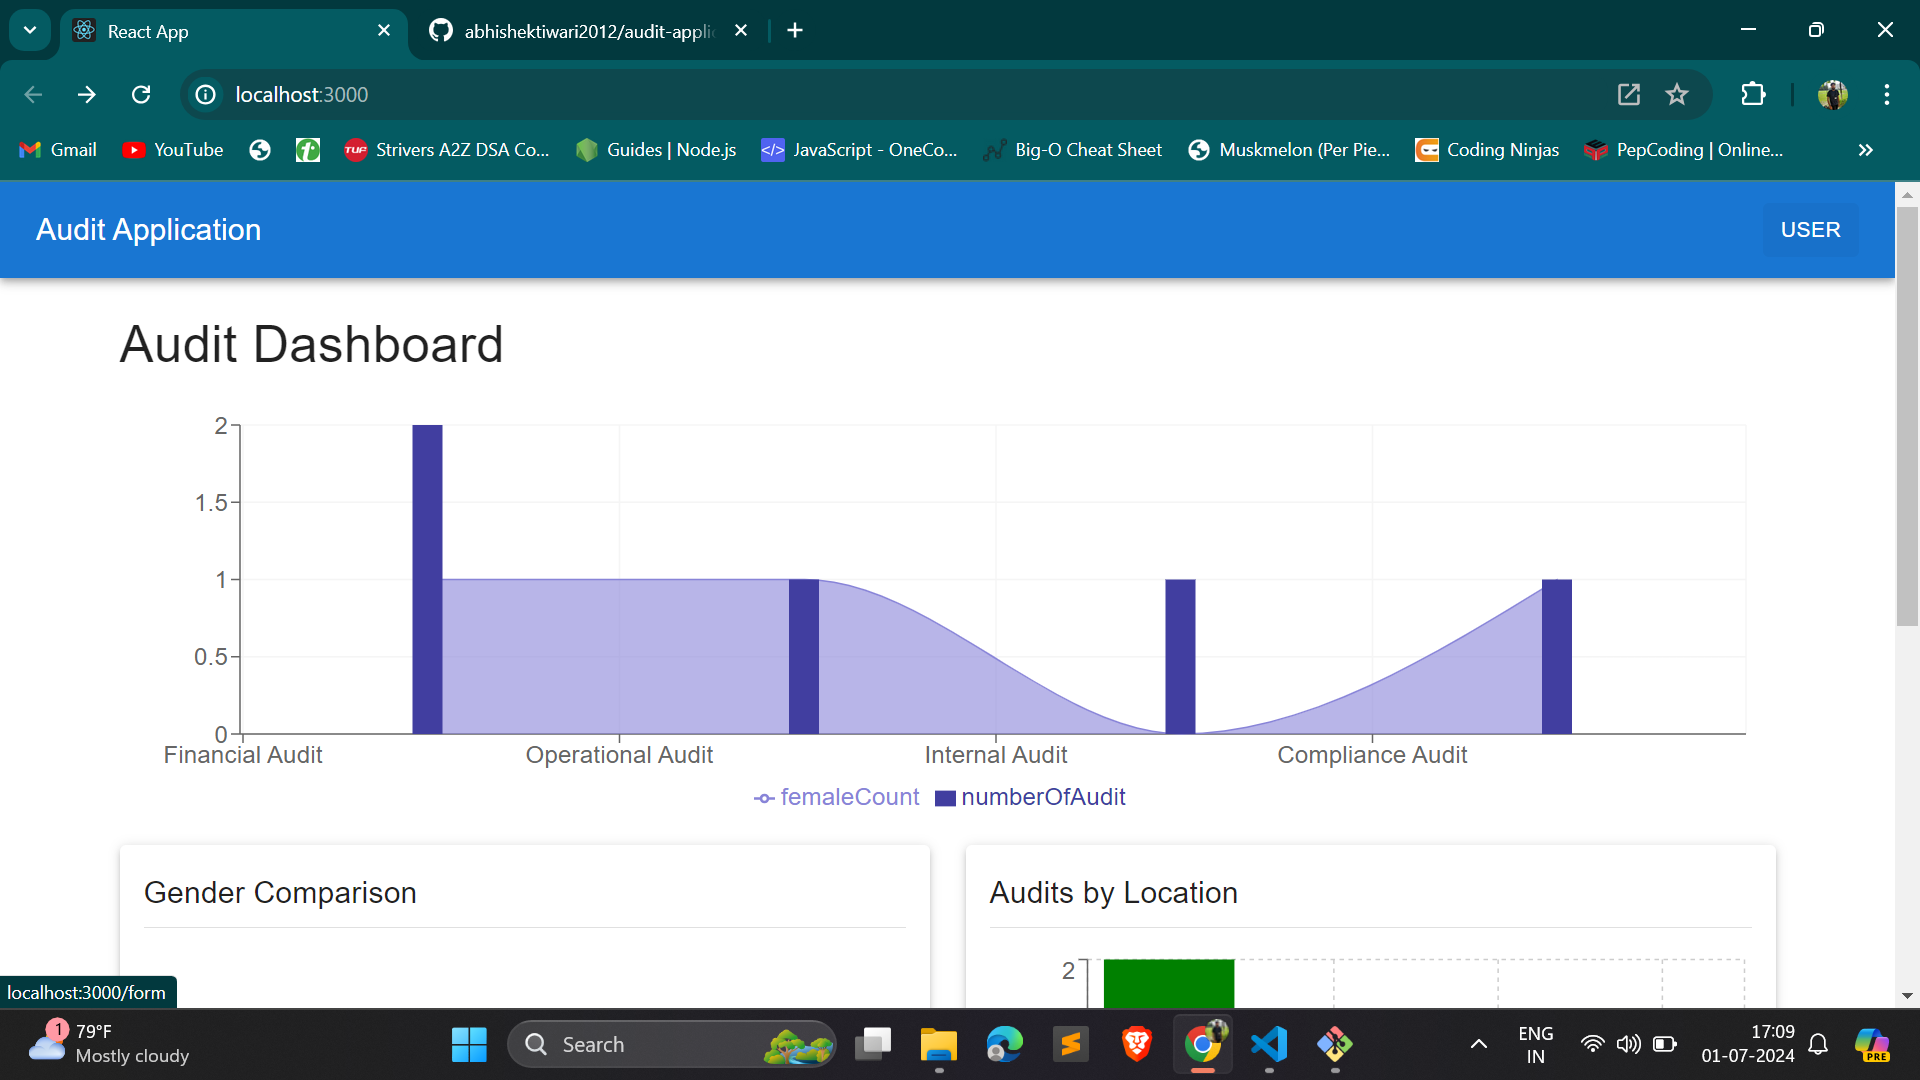 React App
abhishektiwari2012/audit-appli
localhost:3000
Gmail
YouTube
TUF
Strivers A2Z DSA Co...
Guides | Node.js
</> JavaScript - OneCo...
Big-O Cheat Sheet
Muskmelon (Per Pie...
Coding Ninjas
PepCoding | Online...
Audit Application
USER
Audit Dashboard
2
1.5
1
0.5
0
Financial Audit
Operational Audit
Internal Audit
Compliance Audit
femaleCount
numberOfAudit
Gender Comparison
Audits by Location
2
localhost:3000/form
1
79°F
Mostly cloudy
Search
ENG
IN
17:09
01-07-2024
PRE